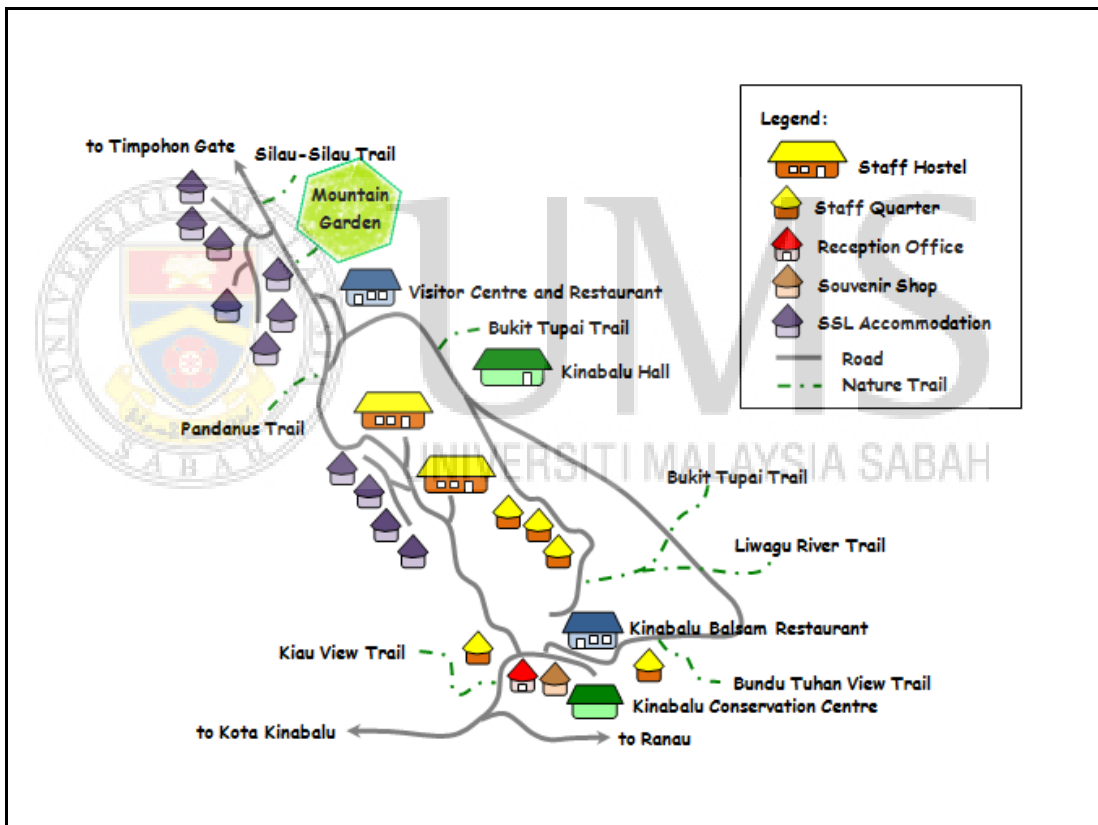 to Timpohon Gate
Silau-Silau Trail
Mountain
Garden
Visitor Centre and Restaurant
Bukit Tupai Trail
Kinabalu Hall
Pandanus Trail
Bukit Tupai Trail
Liwagu River Trail
Kinabalu Balsam Restaurant
Kiau View Trail
Bundu Tuhan View Trail
Kinabalu Conservation Centre
to Kota Kinabalu
to Ranau
Legend:
Staff Hostel
Staff Quarter
Reception Office
Souvenir Shop
SSL Accommodation
Road
Nature Trail
UMS
UNIVERSITI MALAYSIA SABAH